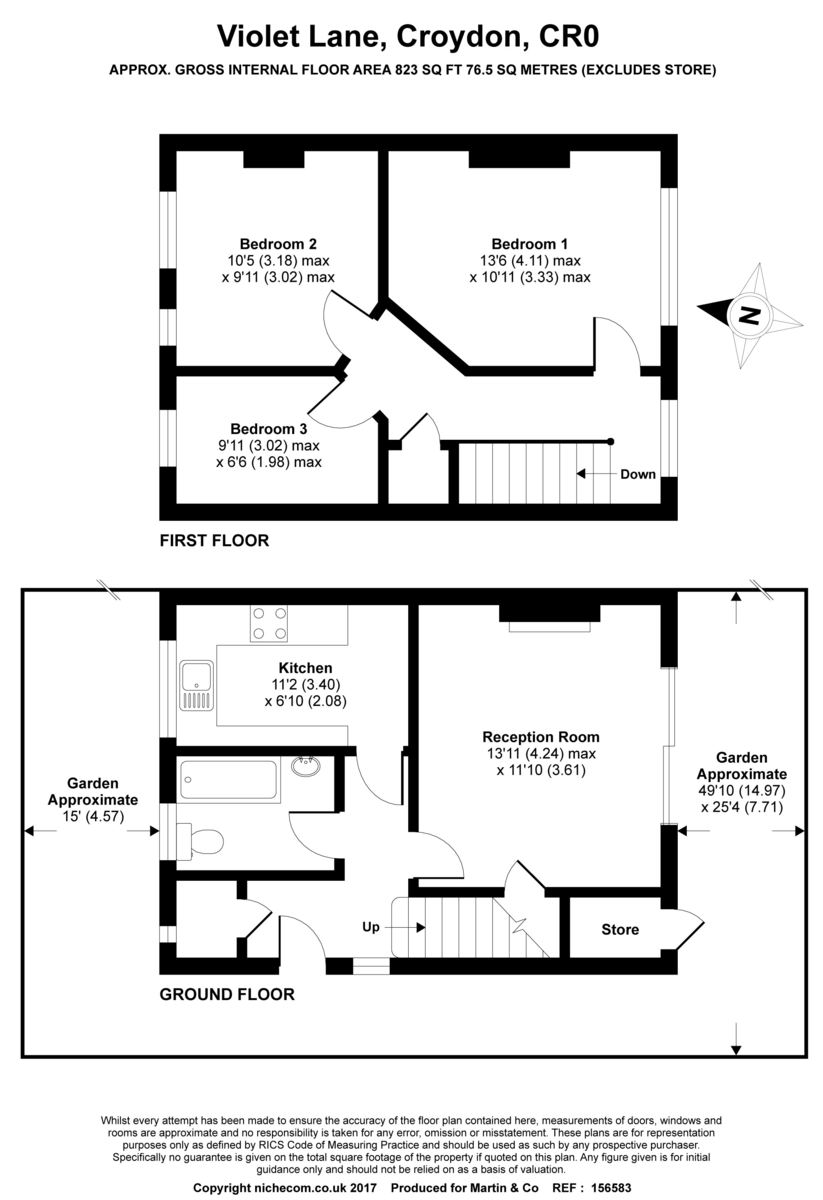 Violet Lane, Croydon, CR0
APPROX. GROSS INTERNAL FLOOR AREA 823 SQ FT 76.5 SQ METRES (EXCLUDES STORE)
Bedroom 2
10'5 (3.18) max
x 9'11 (3.02) max
Bedroom 1
13'6 (4.11) max
x 10'11 (3.33) max
N
Bedroom 3
9'11 (3.02) max
x 6'6 (1.98) max
Down
FIRST FLOOR
Kitchen
11'2 (3.40)
x 6'10 (2.08)
Reception Room
13'11 (4.24) max
x 11'10 (3.61)
Garden
Approximate
15' (4.57)
Garden
Approximate
49'10 (14.97)
x 25'4 (7.71)
Up
Store
GROUND FLOOR
Whilst every attempt has been made to ensure the accuracy of the floor plan contained here, measurements of doors, windows and
rooms are approximate and no responsibility is taken for any error, omission or misstatement. These plans are for representation
purposes only as defined by RICS Code of Measuring Practice and should be used as such by any prospective purchaser.
Specifically no guarantee is given on the total square footage of the property if quoted on this plan. Any figure given is for initial
guidance only and should not be relied on as a basis of valuation.
Copyright nichecom.co.uk 2017 Produced for Martin & Co REF : 156583